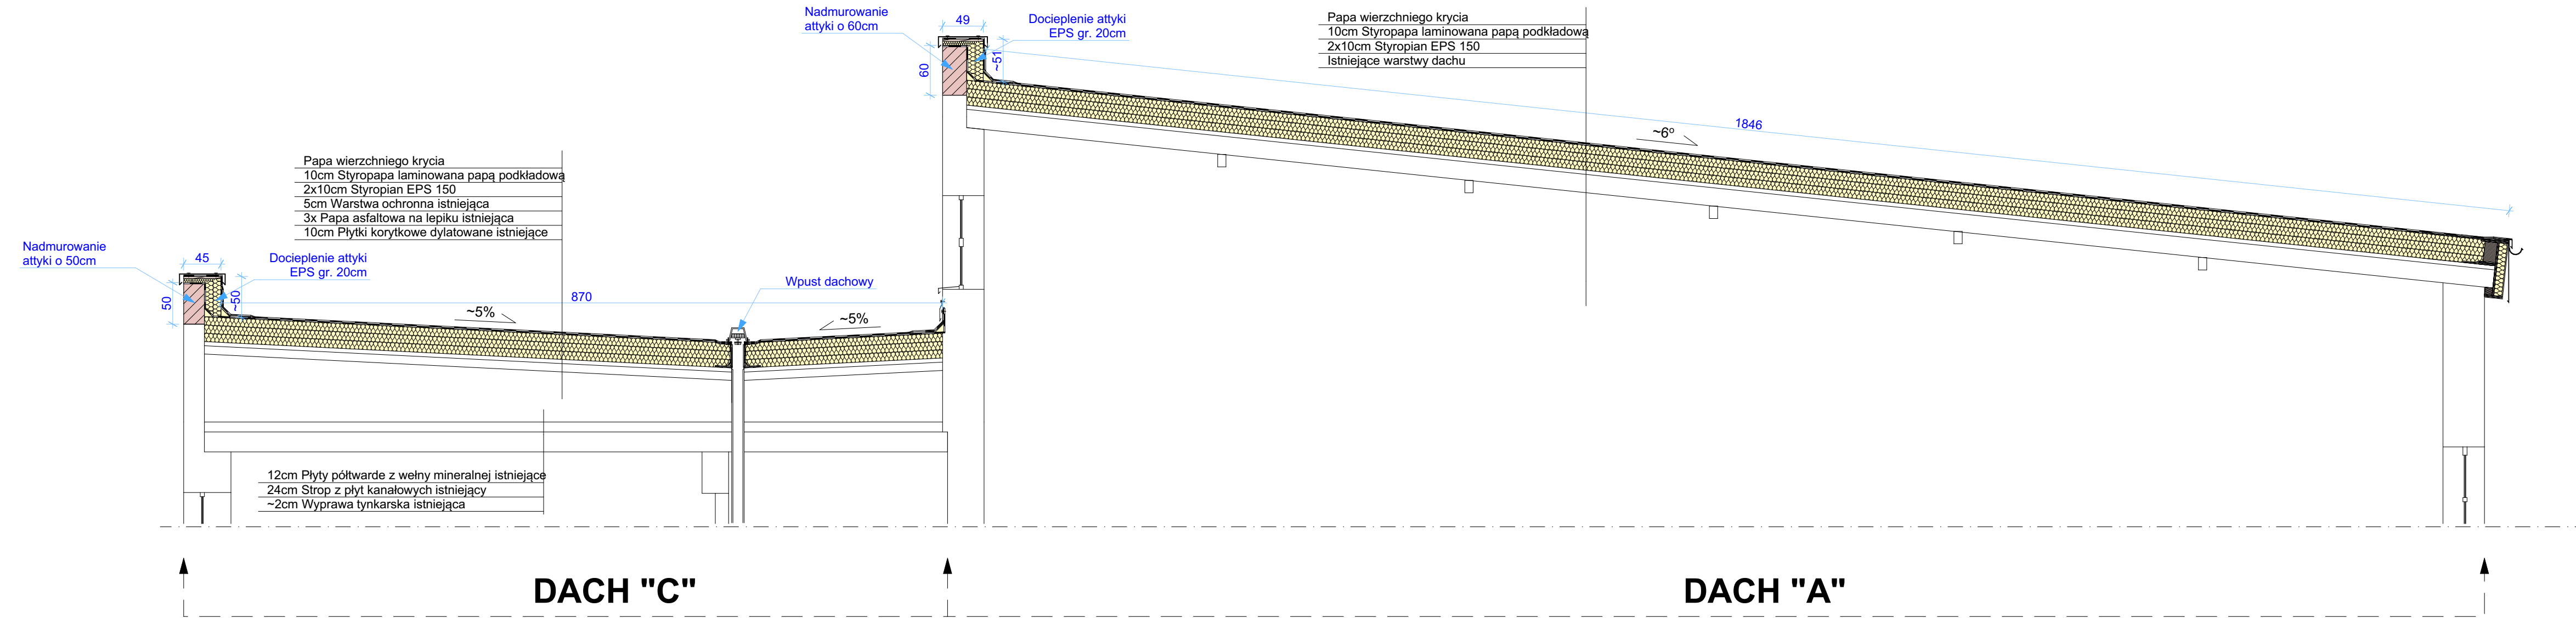 Nadmurowanie
attyki o 60cm
49
Docieplenie attyki
EPS gr. 20cm
60
~51
Papa wierzchniego krycia
10cm Styropapa laminowana papą podkładową
2x10cm Styropian EPS 150
Istniejące warstwy dachu
~6º
1846
Papa wierzchniego krycia
10cm Styropapa laminowana papą podkładową
2x10cm Styropian EPS 150
5cm Warstwa ochronna istniejąca
3x Papa asfaltowa na lepiku istniejąca
10cm Płytki korytkowe dylatowane istniejące
Nadmurowanie
attyki o 50cm
45
Docieplenie attyki
EPS gr. 20cm
50
~50
870
Wpust dachowy
~5%
~5%
12cm Płyty półtwarde z wełny mineralnej istniejące
24cm Strop z płyt kanałowych istniejący
~2cm Wyprawa tynkarska istniejąca
DACH "C"
DACH "A"